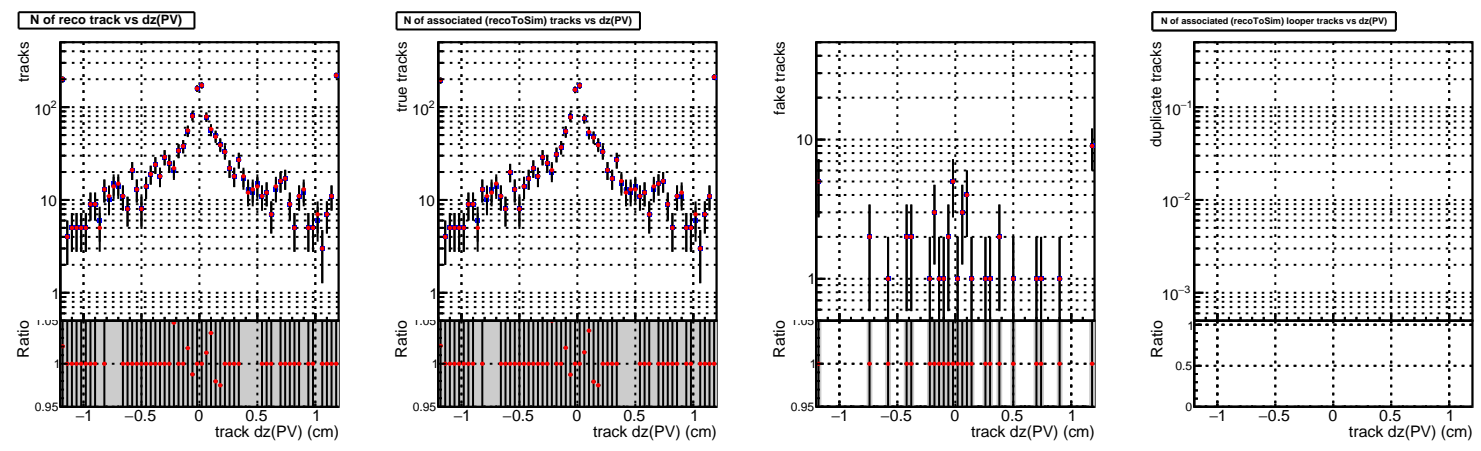 N of reco track vs dz(PV)
tracks
10²
10
1
Ratio
1.05
1
0.95
−1 −0.5 0 0.5 1
track dz(PV) (cm)
N of associated (recoToSim) tracks vs dz(PV)
true tracks
10²
10
1
Ratio
1.05
1
0.95
−1 −0.5 0 0.5 1
track dz(PV) (cm)
fake tracks
10
1
Ratio
1.05
1
0.95
−1 −0.5 0 0.5 1
track dz(PV) (cm)
N of associated (recoToSim) looper tracks vs dz(PV)
duplicate tracks
10⁻¹
10⁻²
10⁻³
Ratio
1
0.5
0
−1 −0.5 0 0.5 1
track dz(PV) (cm)